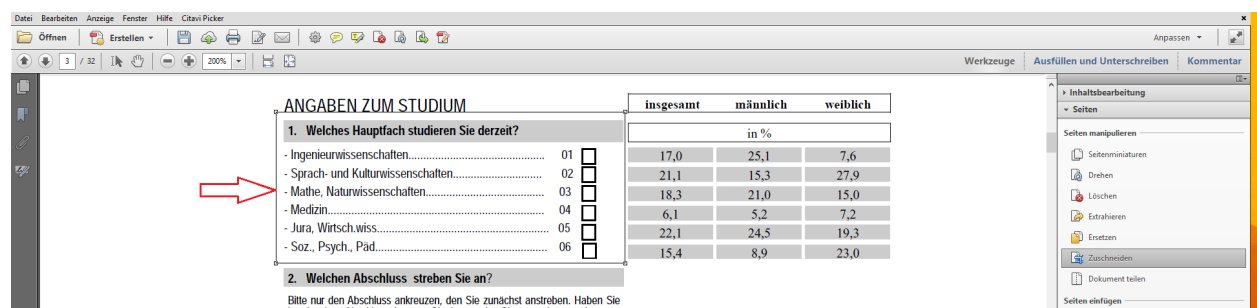 Datei Bearbeiten Anzeige Fenster Hilfe Citavi Picker
Öffnen Erstellen Anpassen
3 / 32 200% Werkzeuge Ausfüllen und Unterschreiben Kommentar
ANGABEN ZUM STUDIUM insgesamt männlich weiblich
1. Welches Hauptfach studieren Sie derzeit? in %
- Ingenieurwissenschaften................................................ 01 17,0 25,1 7,6
- Sprach- und Kulturwissenschaften............................... 02 21,1 15,3 27,9
- Mathe, Naturwissenschaften........................................ 03 18,3 21,0 15,0
- Medizin......................................................................... 04 6,1 5,2 7,2
- Jura, Wirtsch.wiss......................................................... 05 22,1 24,5 19,3
- Soz., Psych., Päd.......................................................... 06 15,4 8,9 23,0
2. Welchen Abschluss streben Sie an?
Bitte nur den Abschluss ankreuzen, den Sie zunächst anstreben. Haben Sie
Inhaltsbearbeitung
Seiten
Seiten manipulieren
Seitenminiaturen
Drehen
Löschen
Extrahieren
Ersetzen
Zuschneiden
Dokument teilen
Seiten einfügen